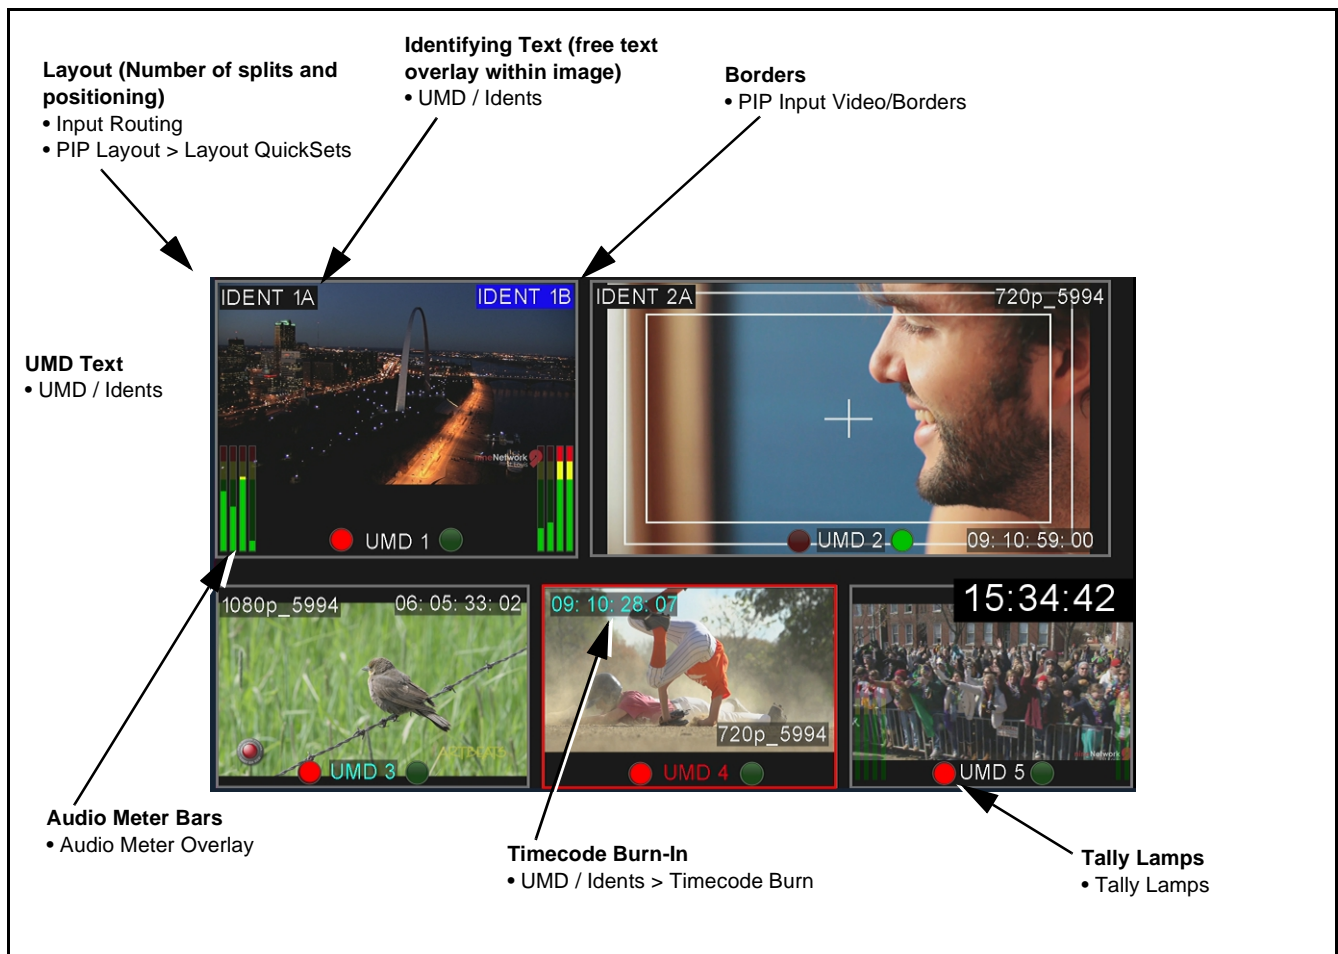 Layout (Number of splits and
positioning)
• Input Routing
• PIP Layout > Layout QuickSets
Identifying Text (free text
overlay within image)
• UMD / Idents
Borders
• PIP Input Video/Borders
UMD Text
• UMD / Idents
IDENT 1A
IDENT 1B
nineNetwork
UMD 1
IDENT 2A
720p_5994
UMD 2
09: 10: 59: 00
1080p_5994
06: 05: 33: 02
UMD 3
09: 10: 28: 07
720p_5994
UMD 4
15:34:42
nineNetwork
UMD 5
Audio Meter Bars
• Audio Meter Overlay
Timecode Burn-In
• UMD / Idents > Timecode Burn
Tally Lamps
• Tally Lamps